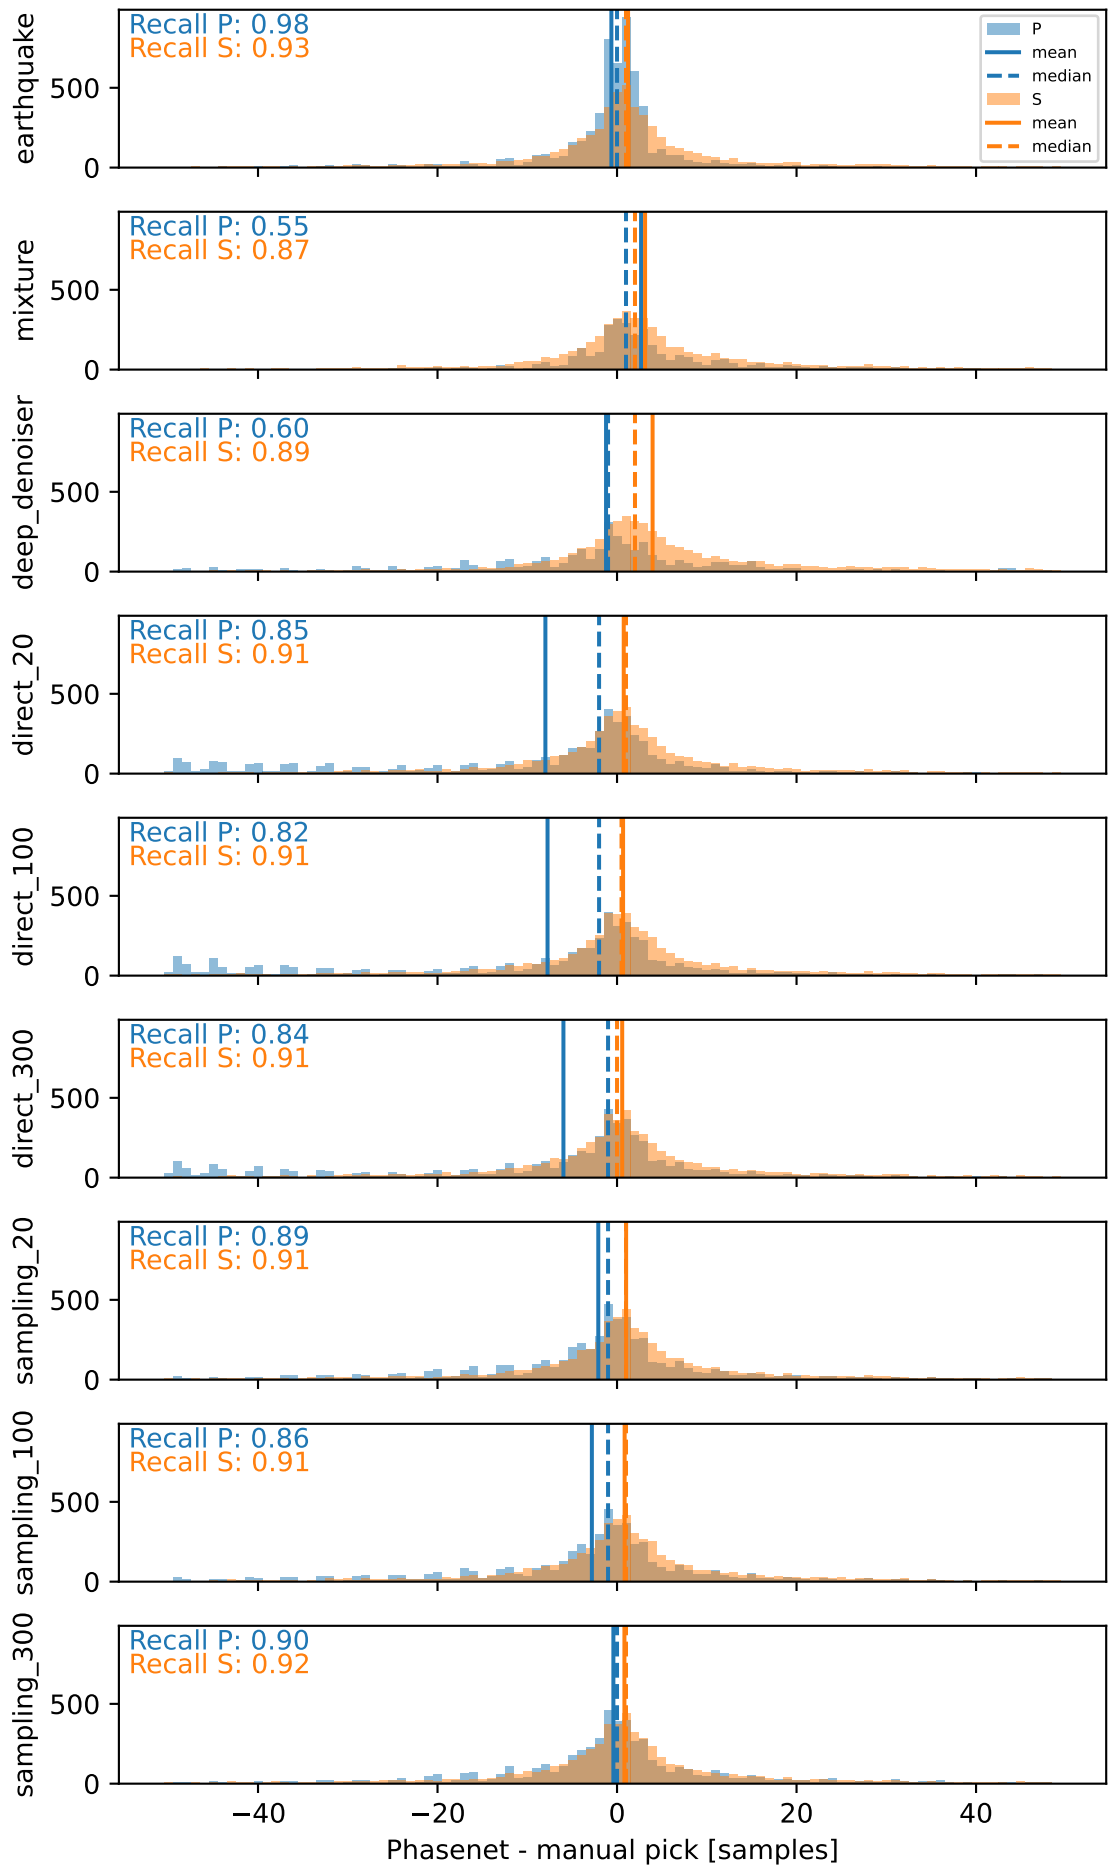 earthquake
Recall P: 0.98
Recall S: 0.93
500
0
P
mean
median
S
mean
median
mixture
Recall P: 0.55
Recall S: 0.87
500
0
deep_denoiser
Recall P: 0.60
Recall S: 0.89
500
0
direct_20
Recall P: 0.85
Recall S: 0.91
500
0
direct_100
Recall P: 0.82
Recall S: 0.91
500
0
direct_300
Recall P: 0.84
Recall S: 0.91
500
0
sampling_20
Recall P: 0.89
Recall S: 0.91
500
0
sampling_100
Recall P: 0.86
Recall S: 0.91
500
0
sampling_300
Recall P: 0.90
Recall S: 0.92
500
0
−40 −20 0 20 40
Phasenet - manual pick [samples]